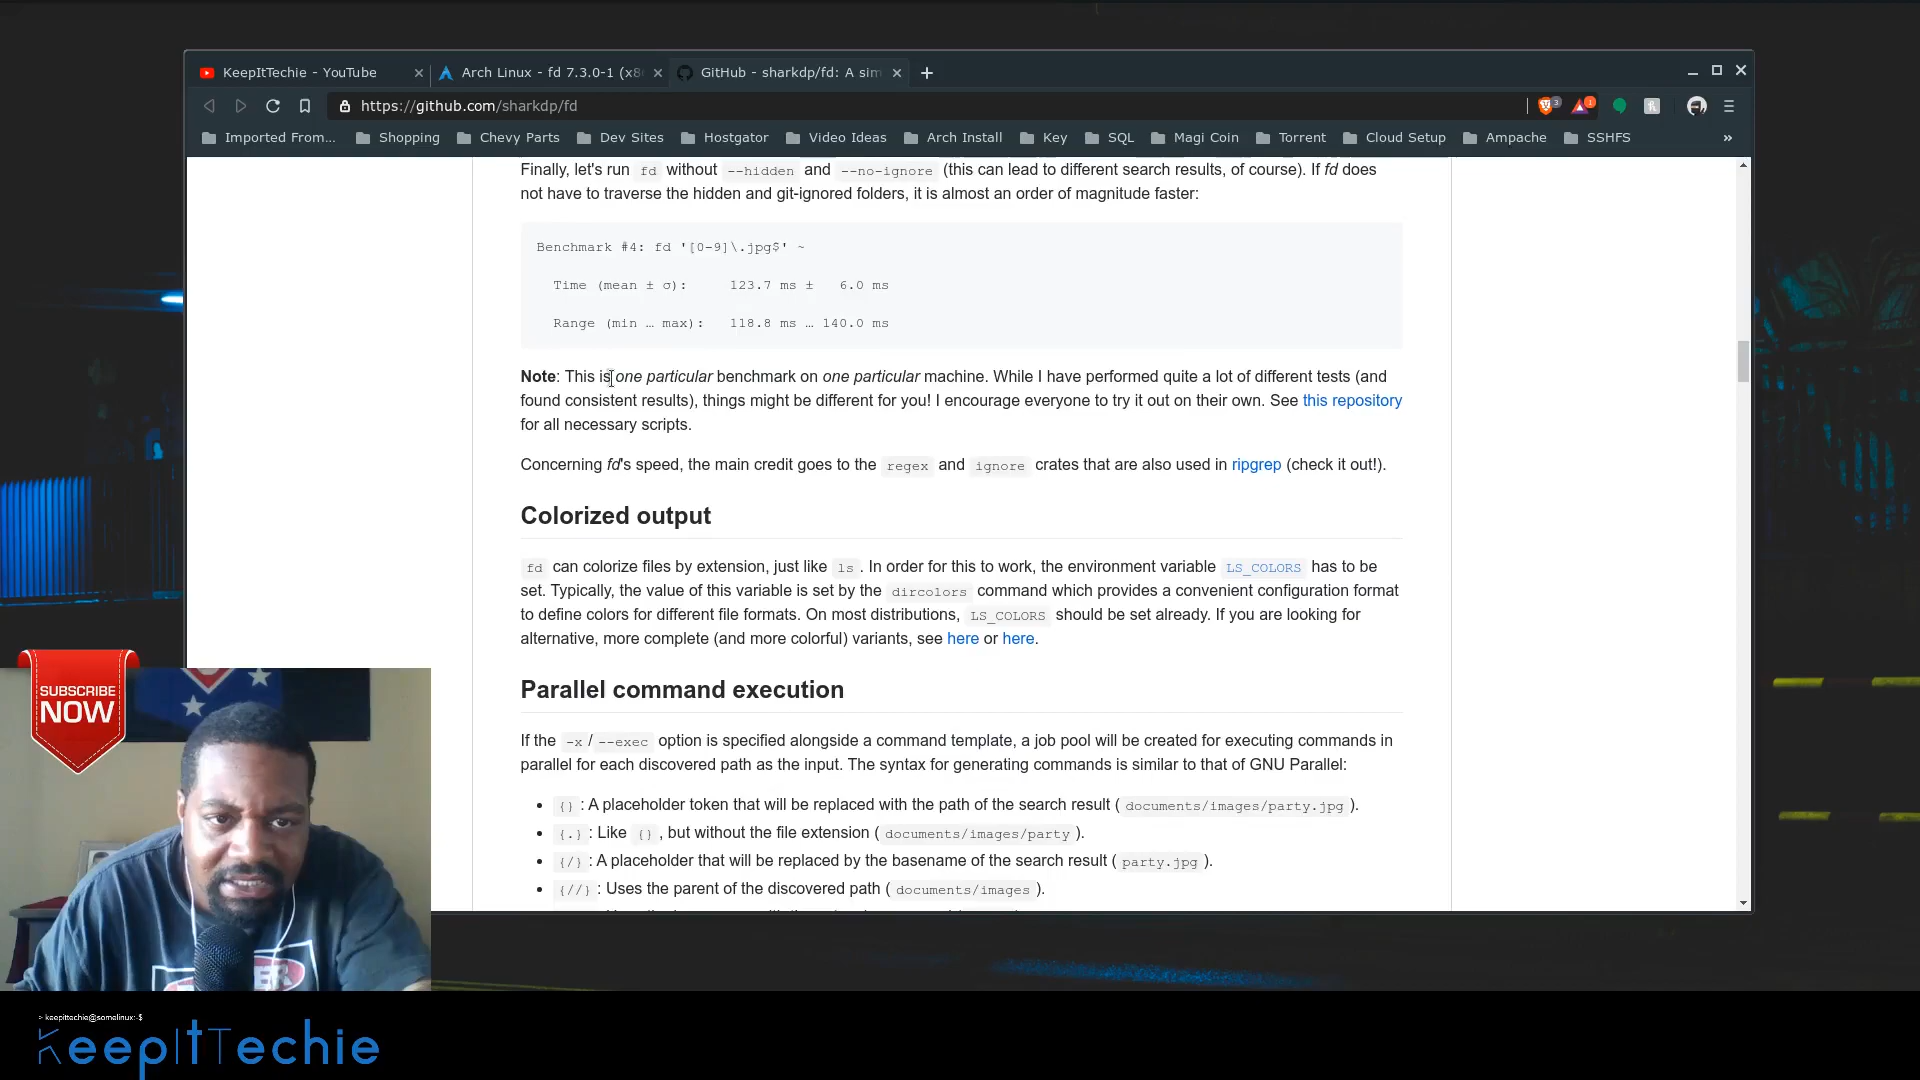 KeepItTechie - YouTube
Arch Linux - fd 7.3.0-1 (x8
GitHub - sharkdp/fd: A sim
https://github.com/sharkdp/fd
3
1
Imported From...
Shopping
Chevy Parts
Dev Sites
Hostgator
Video Ideas
Arch Install
Key
SQL
Magi Coin
Torrent
Cloud Setup
Ampache
SSHFS
»
Finally, let's run fd without --hidden and --no-ignore (this can lead to different search results, of course). If fd does
not have to traverse the hidden and git-ignored folders, it is almost an order of magnitude faster:
Benchmark #4: fd '[0-9]\.jpg$' ~
Time (mean ± σ): 123.7 ms ± 6.0 ms
Range (min … max): 118.8 ms … 140.0 ms
Note: This is one particular benchmark on one particular machine. While I have performed quite a lot of different tests (and
found consistent results), things might be different for you! I encourage everyone to try it out on their own. See this repository
for all necessary scripts.
Concerning fd's speed, the main credit goes to the regex and ignore crates that are also used in ripgrep (check it out!).
Colorized output
fd can colorize files by extension, just like ls . In order for this to work, the environment variable LS_COLORS has to be
set. Typically, the value of this variable is set by the dircolors command which provides a convenient configuration format
to define colors for different file formats. On most distributions, LS_COLORS should be set already. If you are looking for
alternative, more complete (and more colorful) variants, see here or here.
Parallel command execution
If the -x / --exec option is specified alongside a command template, a job pool will be created for executing commands in
parallel for each discovered path as the input. The syntax for generating commands is similar to that of GNU Parallel:
• {} : A placeholder token that will be replaced with the path of the search result ( documents/images/party.jpg ).
• {.} : Like {} , but without the file extension ( documents/images/party ).
• {/} : A placeholder that will be replaced by the basename of the search result ( party.jpg ).
• {//} : Uses the parent of the discovered path ( documents/images ).
SUBSCRIBE
NOW
> keepittechie@somelinux:~$
KeepItTechie